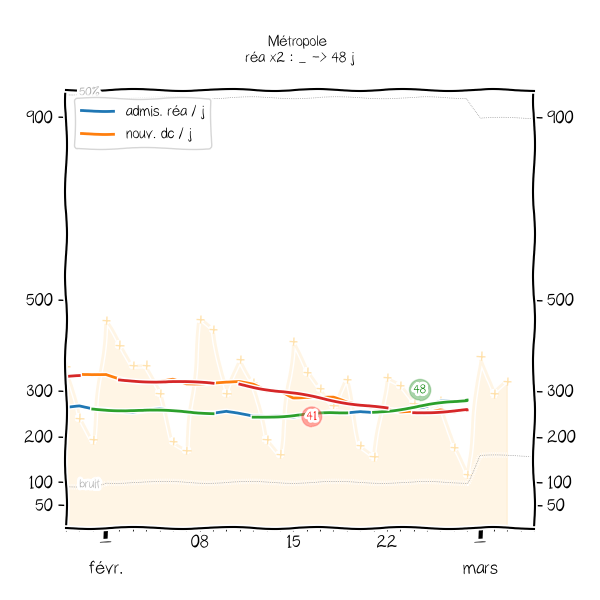 Métropole
réa x2 : _ -> 48 j
50%
900
900
admis. réa / j
nouv. dc / j
500
500
48
300
300
41
200
200
100
bruit
100
50
50
08
15
22
févr.
mars